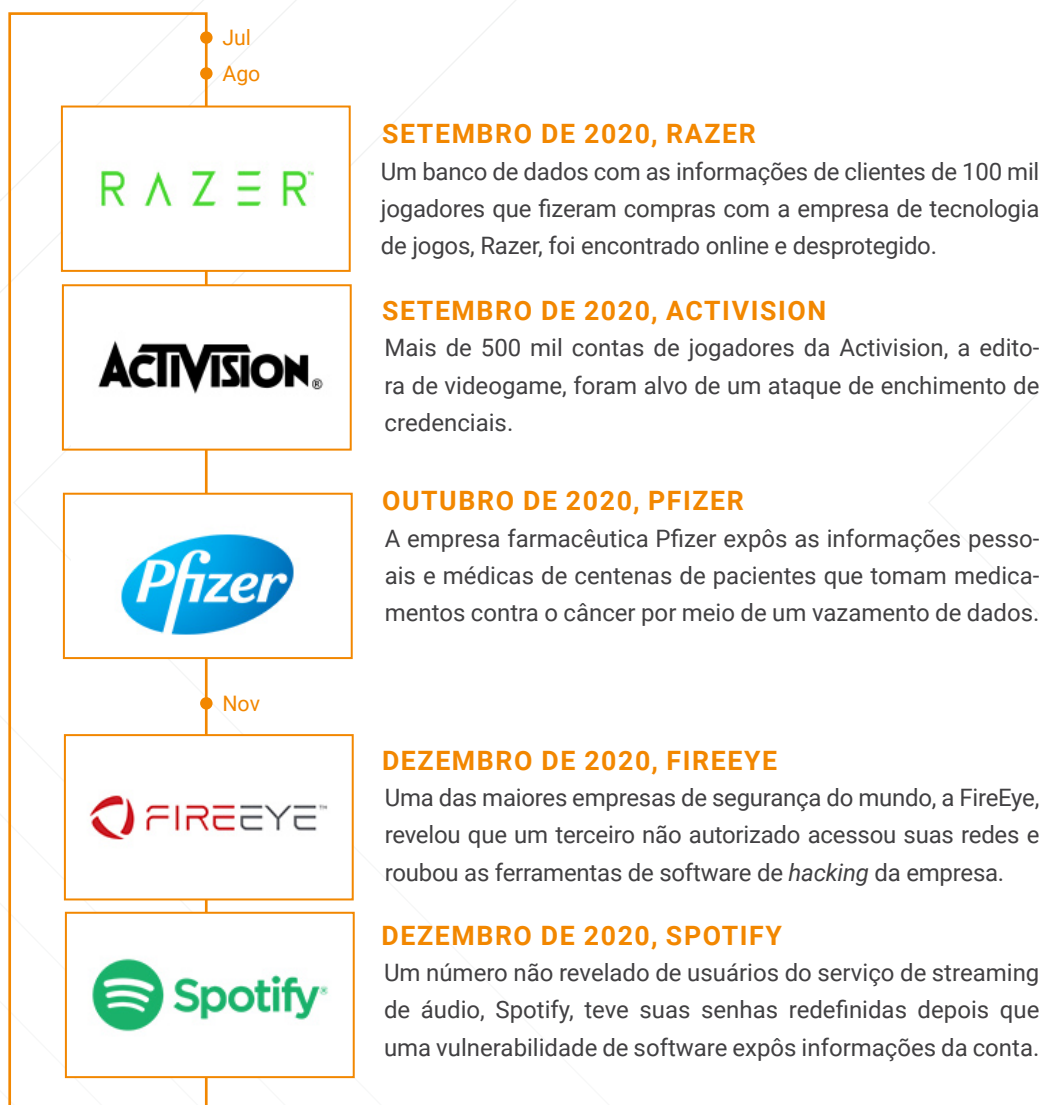 Jul
Ago
RAZER™
SETEMBRO DE 2020, RAZER
Um banco de dados com as informações de clientes de 100 mil
jogadores que fizeram compras com a empresa de tecnologia
de jogos, Razer, foi encontrado online e desprotegido.
ACTIVISION®
SETEMBRO DE 2020, ACTIVISION
Mais de 500 mil contas de jogadores da Activision, a edito-
ra de videogame, foram alvo de um ataque de enchimento de
credenciais.
Pfizer
OUTUBRO DE 2020, PFIZER
A empresa farmacêutica Pfizer expôs as informações pesso-
ais e médicas de centenas de pacientes que tomam medica-
mentos contra o câncer por meio de um vazamento de dados.
Nov
FIREEYE™
DEZEMBRO DE 2020, FIREEYE
Uma das maiores empresas de segurança do mundo, a FireEye,
revelou que um terceiro não autorizado acessou suas redes e
roubou as ferramentas de software de hacking da empresa.
Spotify®
DEZEMBRO DE 2020, SPOTIFY
Um número não revelado de usuários do serviço de streaming
de áudio, Spotify, teve suas senhas redefinidas depois que
uma vulnerabilidade de software expôs informações da conta.